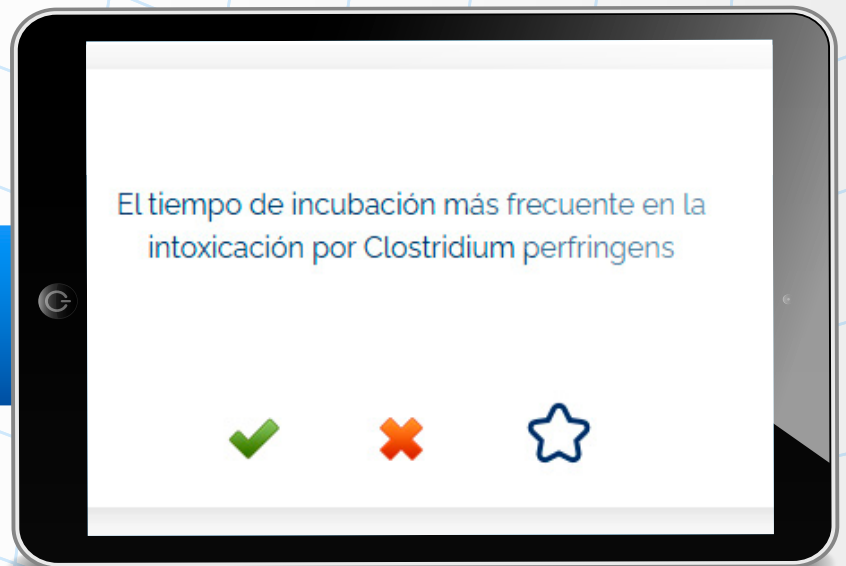 El tiempo de incubación más frecuente en la
intoxicación por Clostridium perfringens